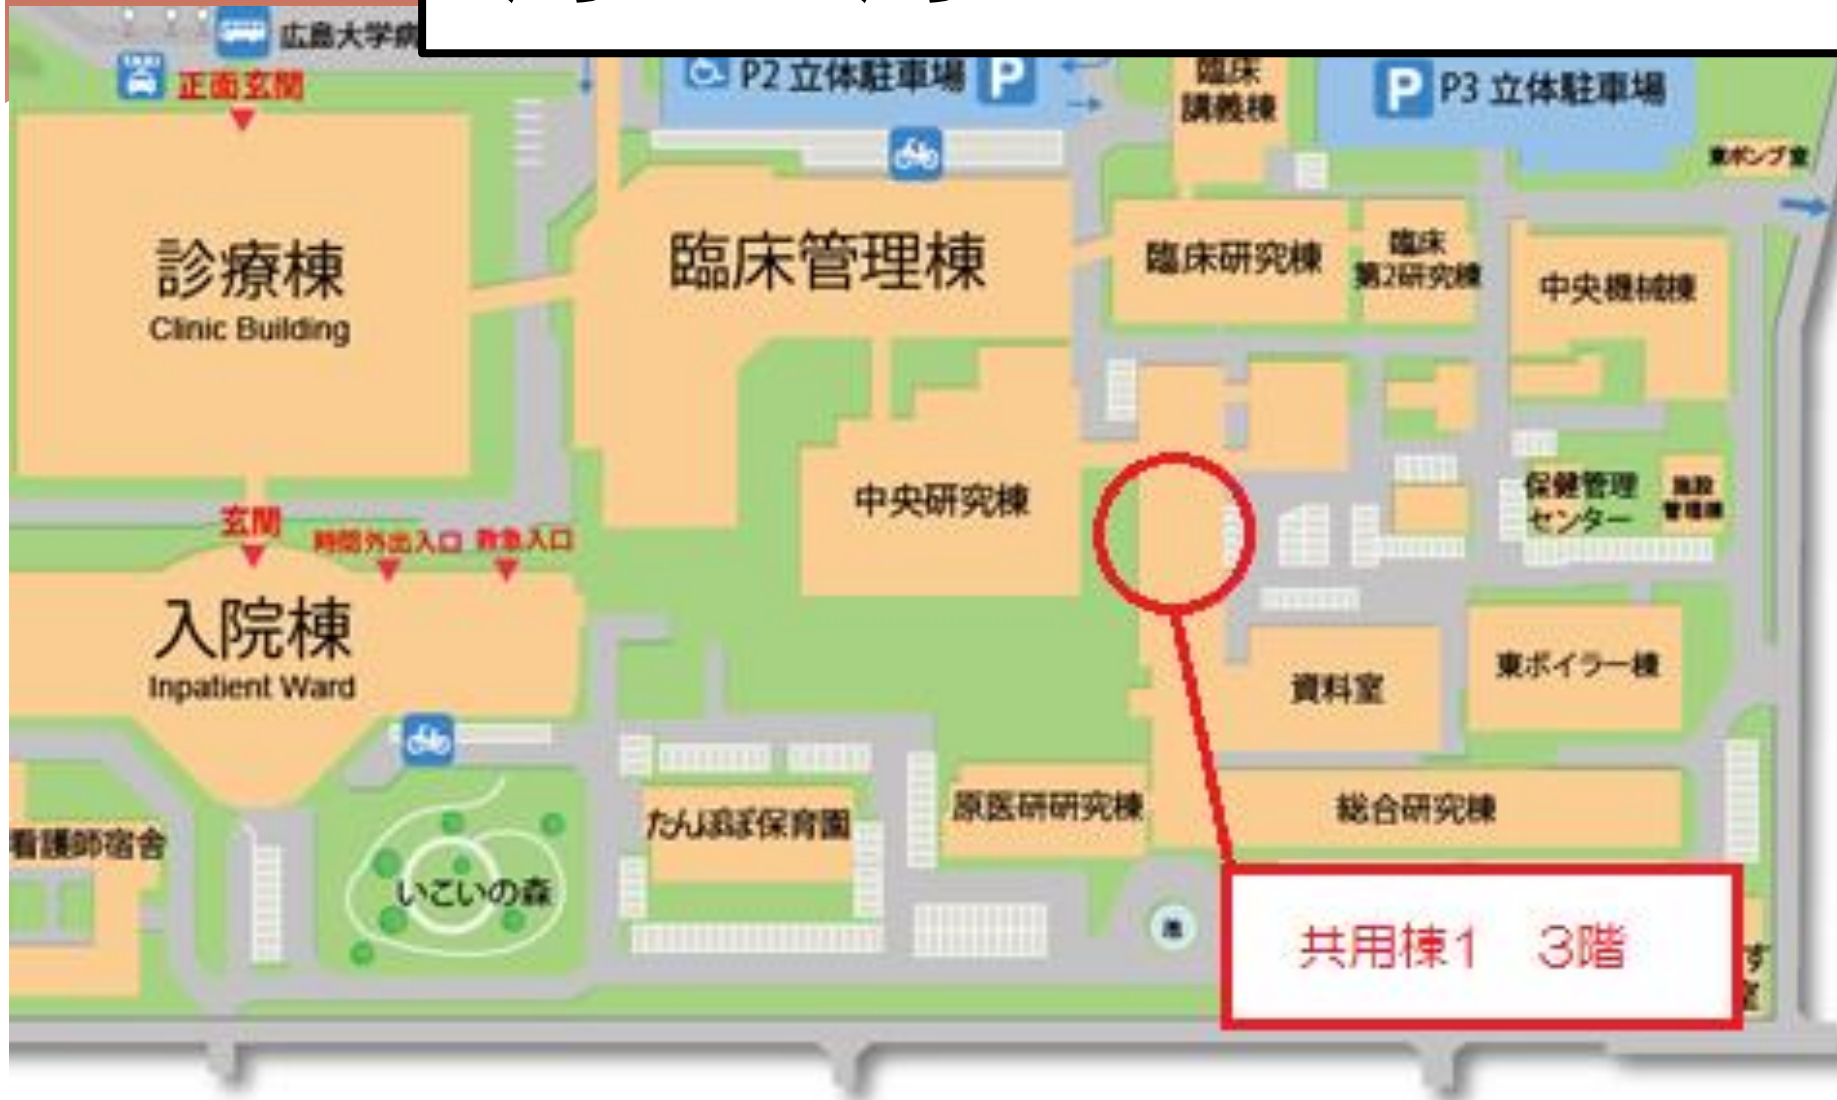 広島大学病
正面玄関
P2 立体駐車場 P
臨床
講義棟
P P3 立体駐車場
東ポンプ室
診療棟
Clinic Building
臨床管理棟
臨床研究棟
臨床
第2研究棟
中央機械棟
中央研究棟
保健管理
センター
施設
管理棟
玄関
時間外出入口
救急入口
入院棟
Inpatient Ward
資料室
東ボイラー棟
看護師宿舎
いこいの森
たんぽぽ保育園
原医研研究棟
総合研究棟
共用棟1 3階